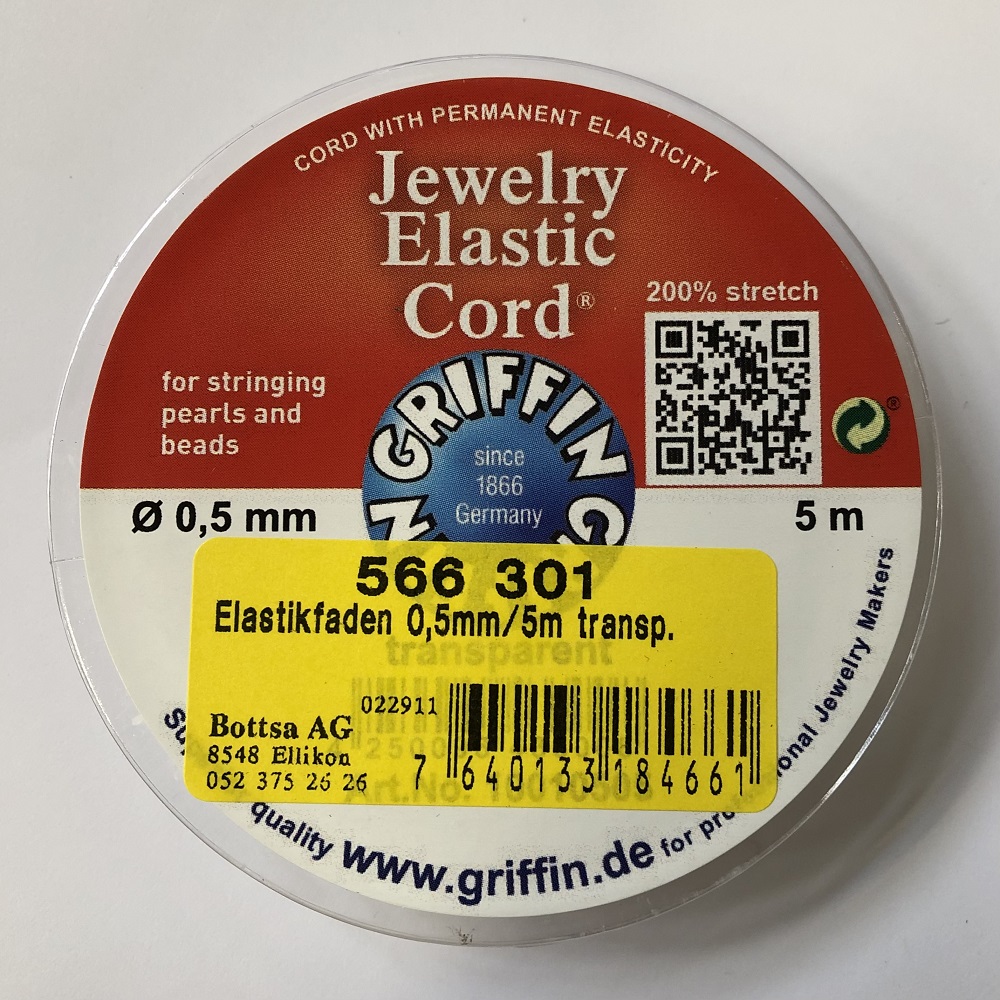 CORD WITH PERMANENT ELASTICITY
Jewelry
Elastic
Cord®
200% stretch
for stringing
pearls and
beads
®
GRIFFIN
since
1866
Germany
Ø 0,5 mm
5 m
566 301
Elastikfaden 0,5mm/5m transp.
transparent
022911
Bottsa AG
8548 Ellikon
052 375 26 26
7 640133 184661
Art.No.
quality www.griffin.de for
Jewelry Makers